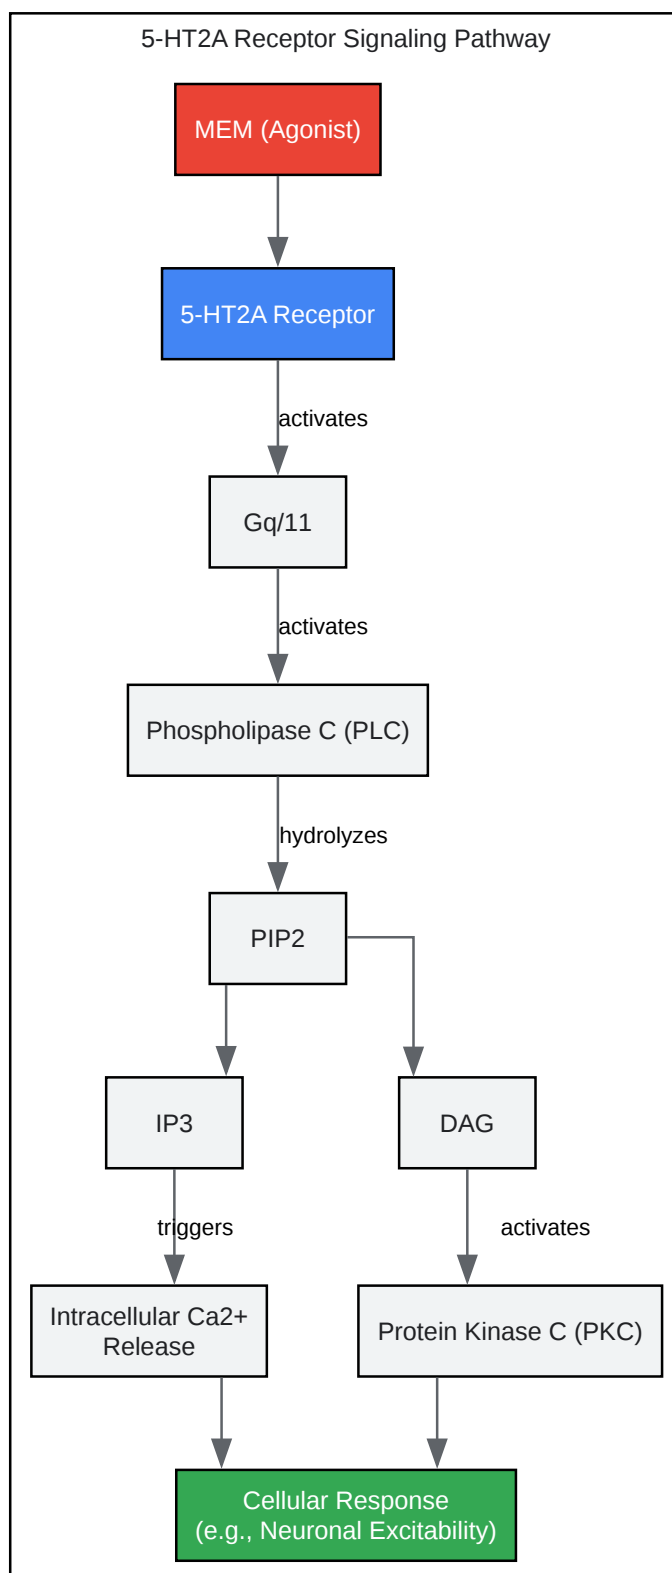 5-HT2A Receptor Signaling Pathway
MEM (Agonist)
5-HT2A Receptor
activates
Gq/11
activates
Phospholipase C (PLC)
hydrolyzes
PIP2
IP3
DAG
triggers
activates
Intracellular Ca2+
Release
Protein Kinase C (PKC)
Cellular Response
(e.g., Neuronal Excitability)